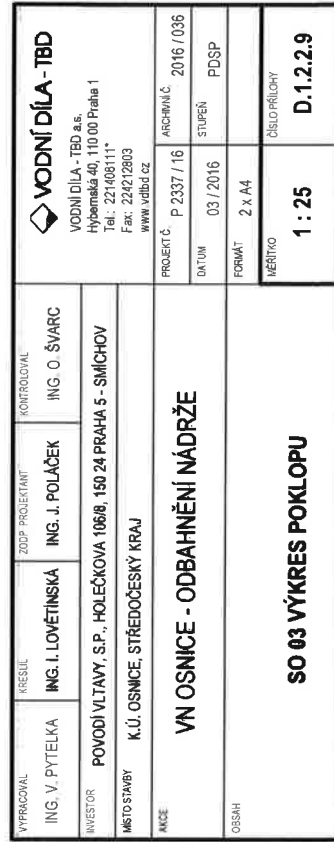 VYPRACOVAL KRESLIL ZODP. PROJEKTANT KONTROLOVAL
ING. V. PYTELKA ING. I. LOVĚTÍNSKÁ ING. J. POLÁČEK ING. O. ŠVARC
VODNÍ DÍLA - TBD
VODNÍ DÍLA - TBD a.s.
Hybernská 40, 110 00 Praha 1
Tel.: 221408111*
Fax: 224212803
www.vdtbd.cz
INVESTOR
POVODÍ VLTAVY, S.P., HOLEČKOVA 106/8, 150 24 PRAHA 5 - SMÍCHOV
MÍSTO STAVBY
K.Ú. OSNICE, STŘEDOČESKÝ KRAJ
AKCE
VN OSNICE - ODBAHNĚNÍ NÁDRŽE
PROJEKT Č. P 2337 / 16 ARCHIVNÍ Č. 2016 / 036
DATUM 03 / 2016 STUPEŇ PDSP
FORMÁT 2 x A4
OBSAH
SO 03 VÝKRES POKLOPU
MĚŘÍTKO ČÍSLO PŘÍLOHY
1 : 25 D.1.2.2.9